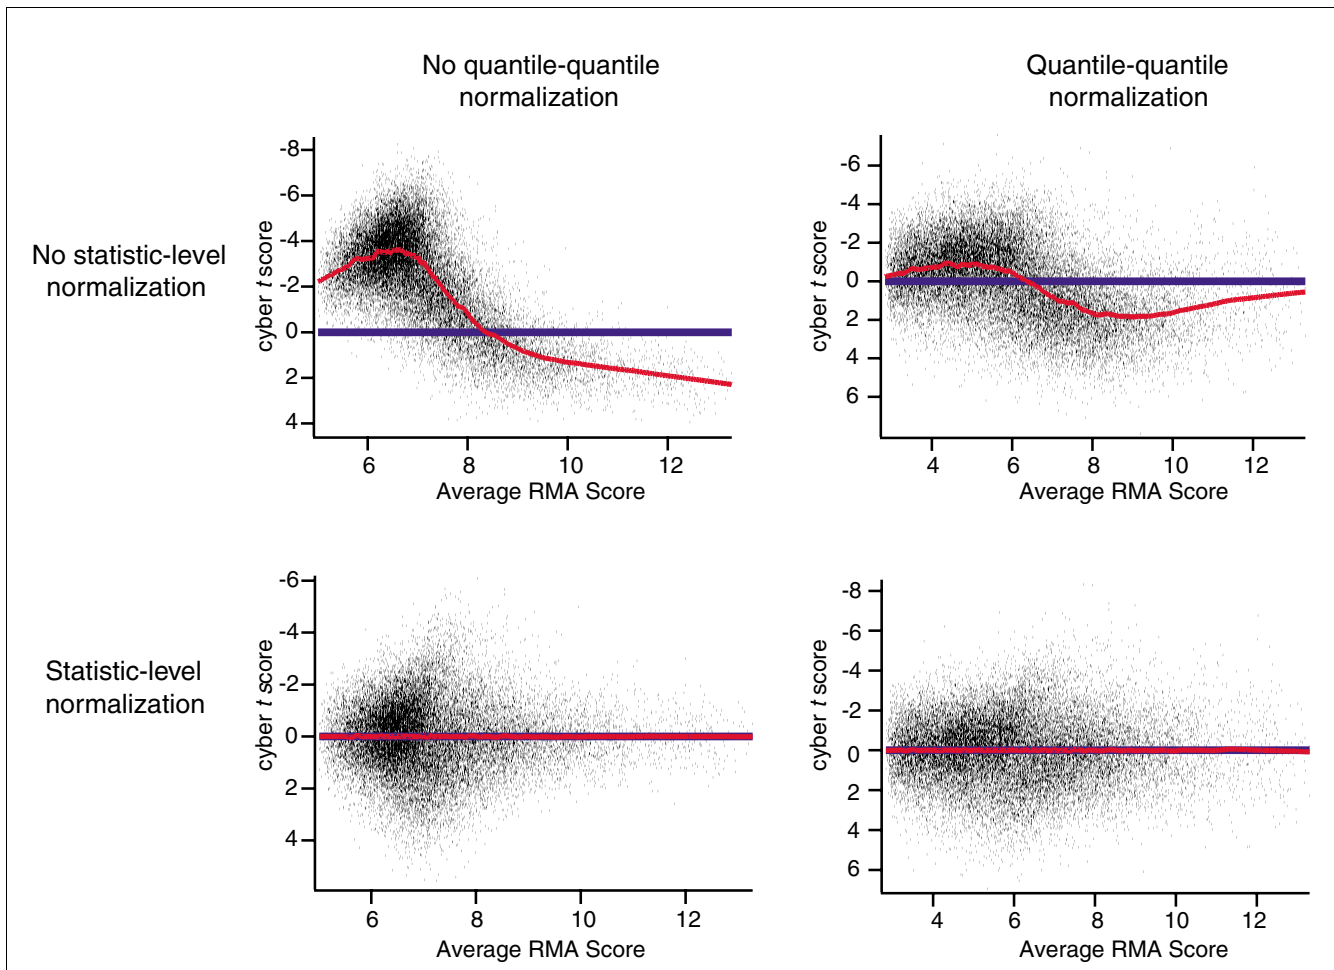 No quantile-quantile
normalization
Quantile-quantile
normalization
No statistic-level
normalization
cyber t score
-8
-6
-4
-2
0
2
4
6 8 10 12
Average RMA Score
cyber t score
-6
-4
-2
0
2
4
6
4 6 8 10 12
Average RMA Score
Statistic-level
normalization
cyber t score
-6
-4
-2
0
2
4
6 8 10 12
Average RMA Score
cyber t score
-8
-6
-4
-2
0
2
4
6
4 6 8 10 12
Average RMA Score